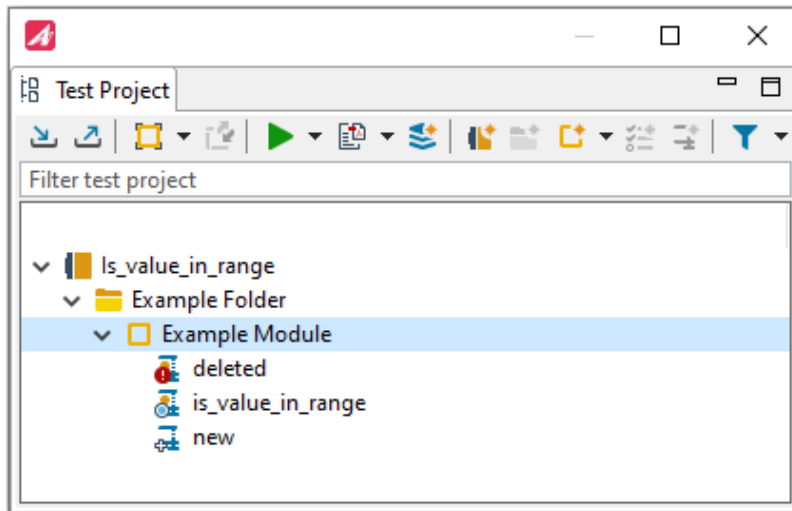 Test Project
Filter test project
Is_value_in_range
Example Folder
Example Module
deleted
is_value_in_range
new